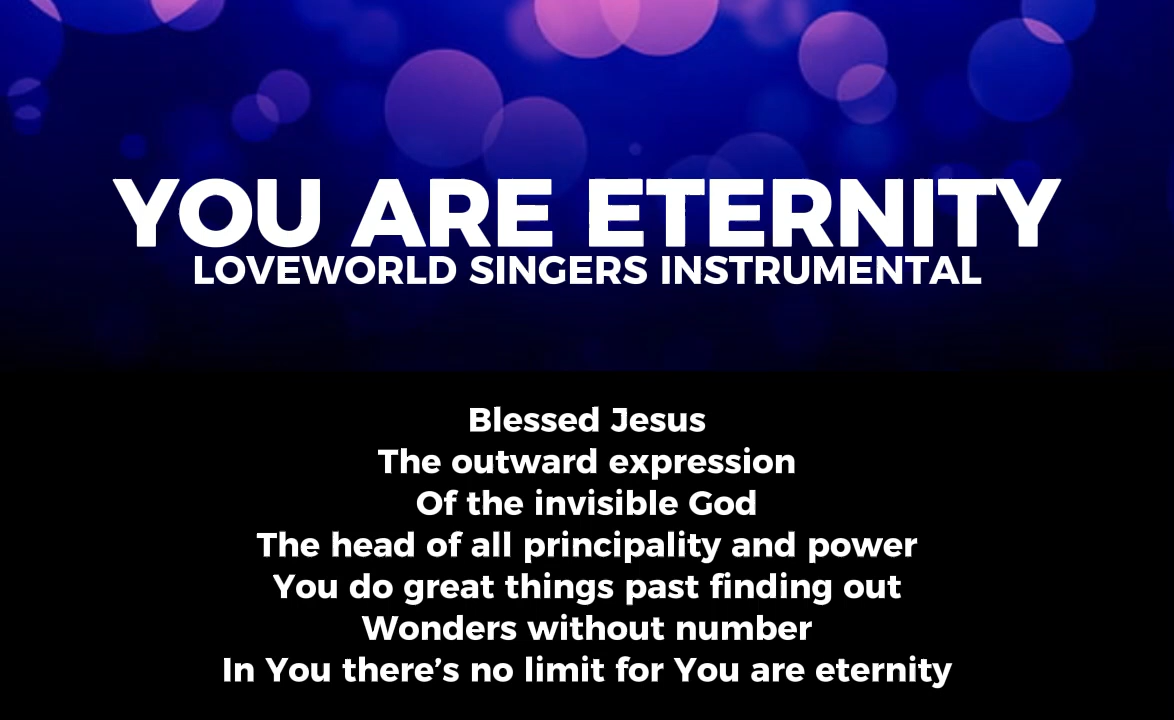 YOU ARE ETERNITY
LOVEWORLD SINGERS INSTRUMENTAL
Blessed Jesus
The outward expression
Of the invisible God
The head of all principality and power
You do great things past finding out
Wonders without number
In You there’s no limit for You are eternity